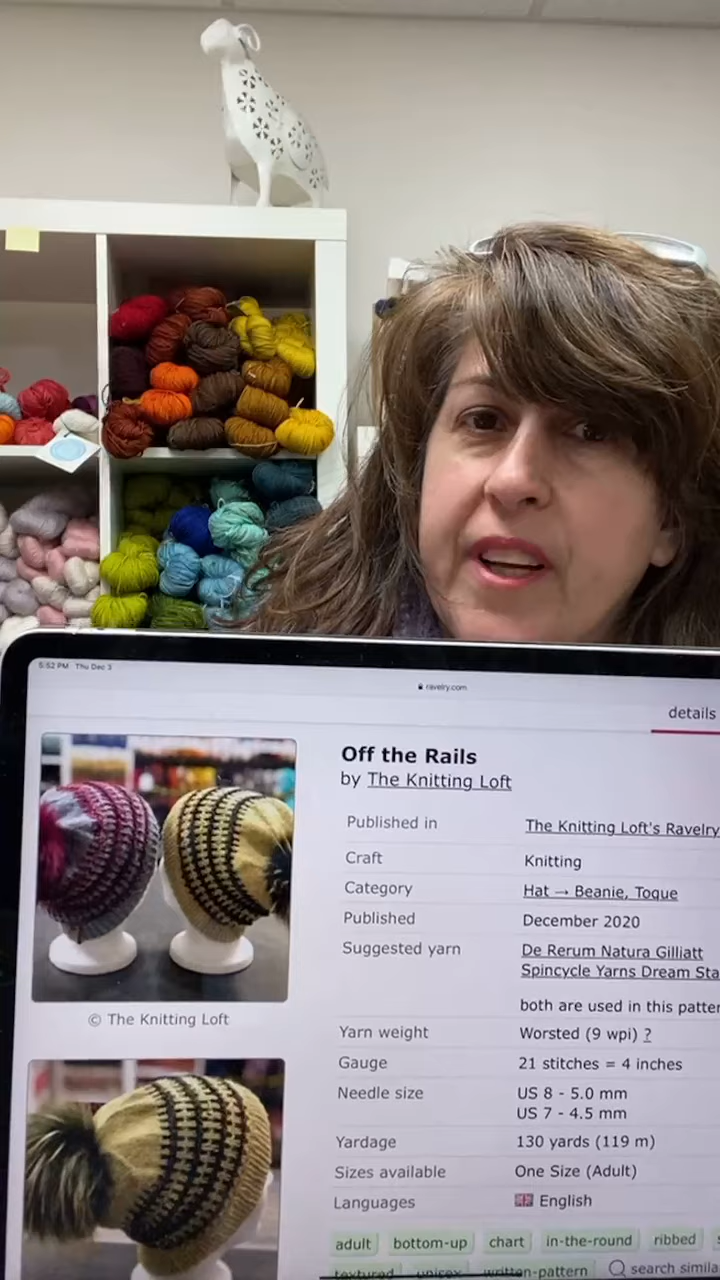 5:52 PM Thu Dec 3
ravelry.com
details
Off the Rails
by The Knitting Loft
Published in The Knitting Loft's Ravelry
Craft Knitting
Category Hat → Beanie, Toque
Published December 2020
Suggested yarn De Rerum Natura Gilliatt
Spincycle Yarns Dream Sta
both are used in this patter
Yarn weight Worsted (9 wpi) ?
Gauge 21 stitches = 4 inches
Needle size US 8 - 5.0 mm
US 7 - 4.5 mm
Yardage 130 yards (119 m)
Sizes available One Size (Adult)
Languages English
© The Knitting Loft
adult bottom-up chart in-the-round ribbed
textured unisex written-pattern search simila